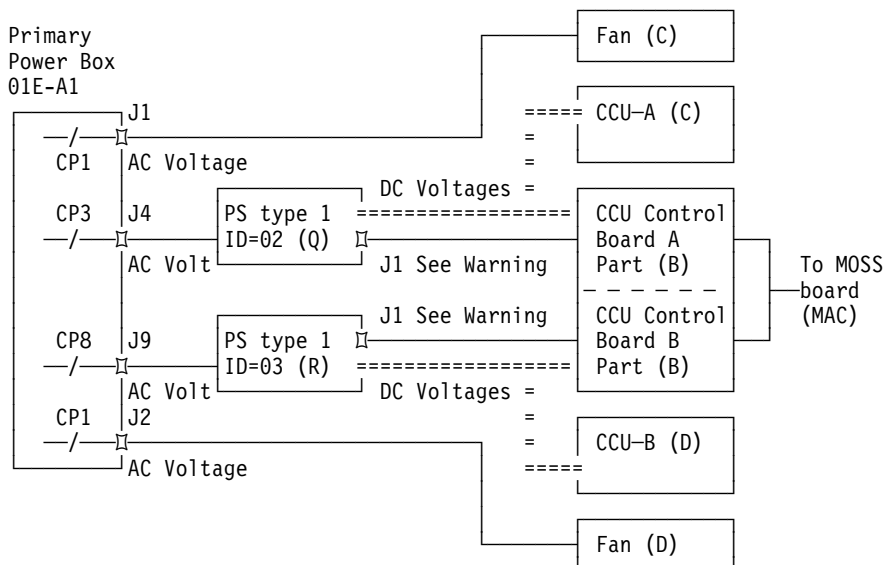 Primary
Power Box
01E-A1
Fan (C)
J1
CCU-A (C)
CP1
AC Voltage
DC Voltages
CP3
J4
PS type 1
ID=02 (Q)
AC Volt
J1 See Warning
CCU Control
Board A
Part (B)
To MOSS
board
(MAC)
J1 See Warning
CCU Control
Board B
Part (B)
CP8
J9
PS type 1
ID=03 (R)
AC Volt
DC Voltages
CP1
J2
AC Voltage
CCU-B (D)
Fan (D)